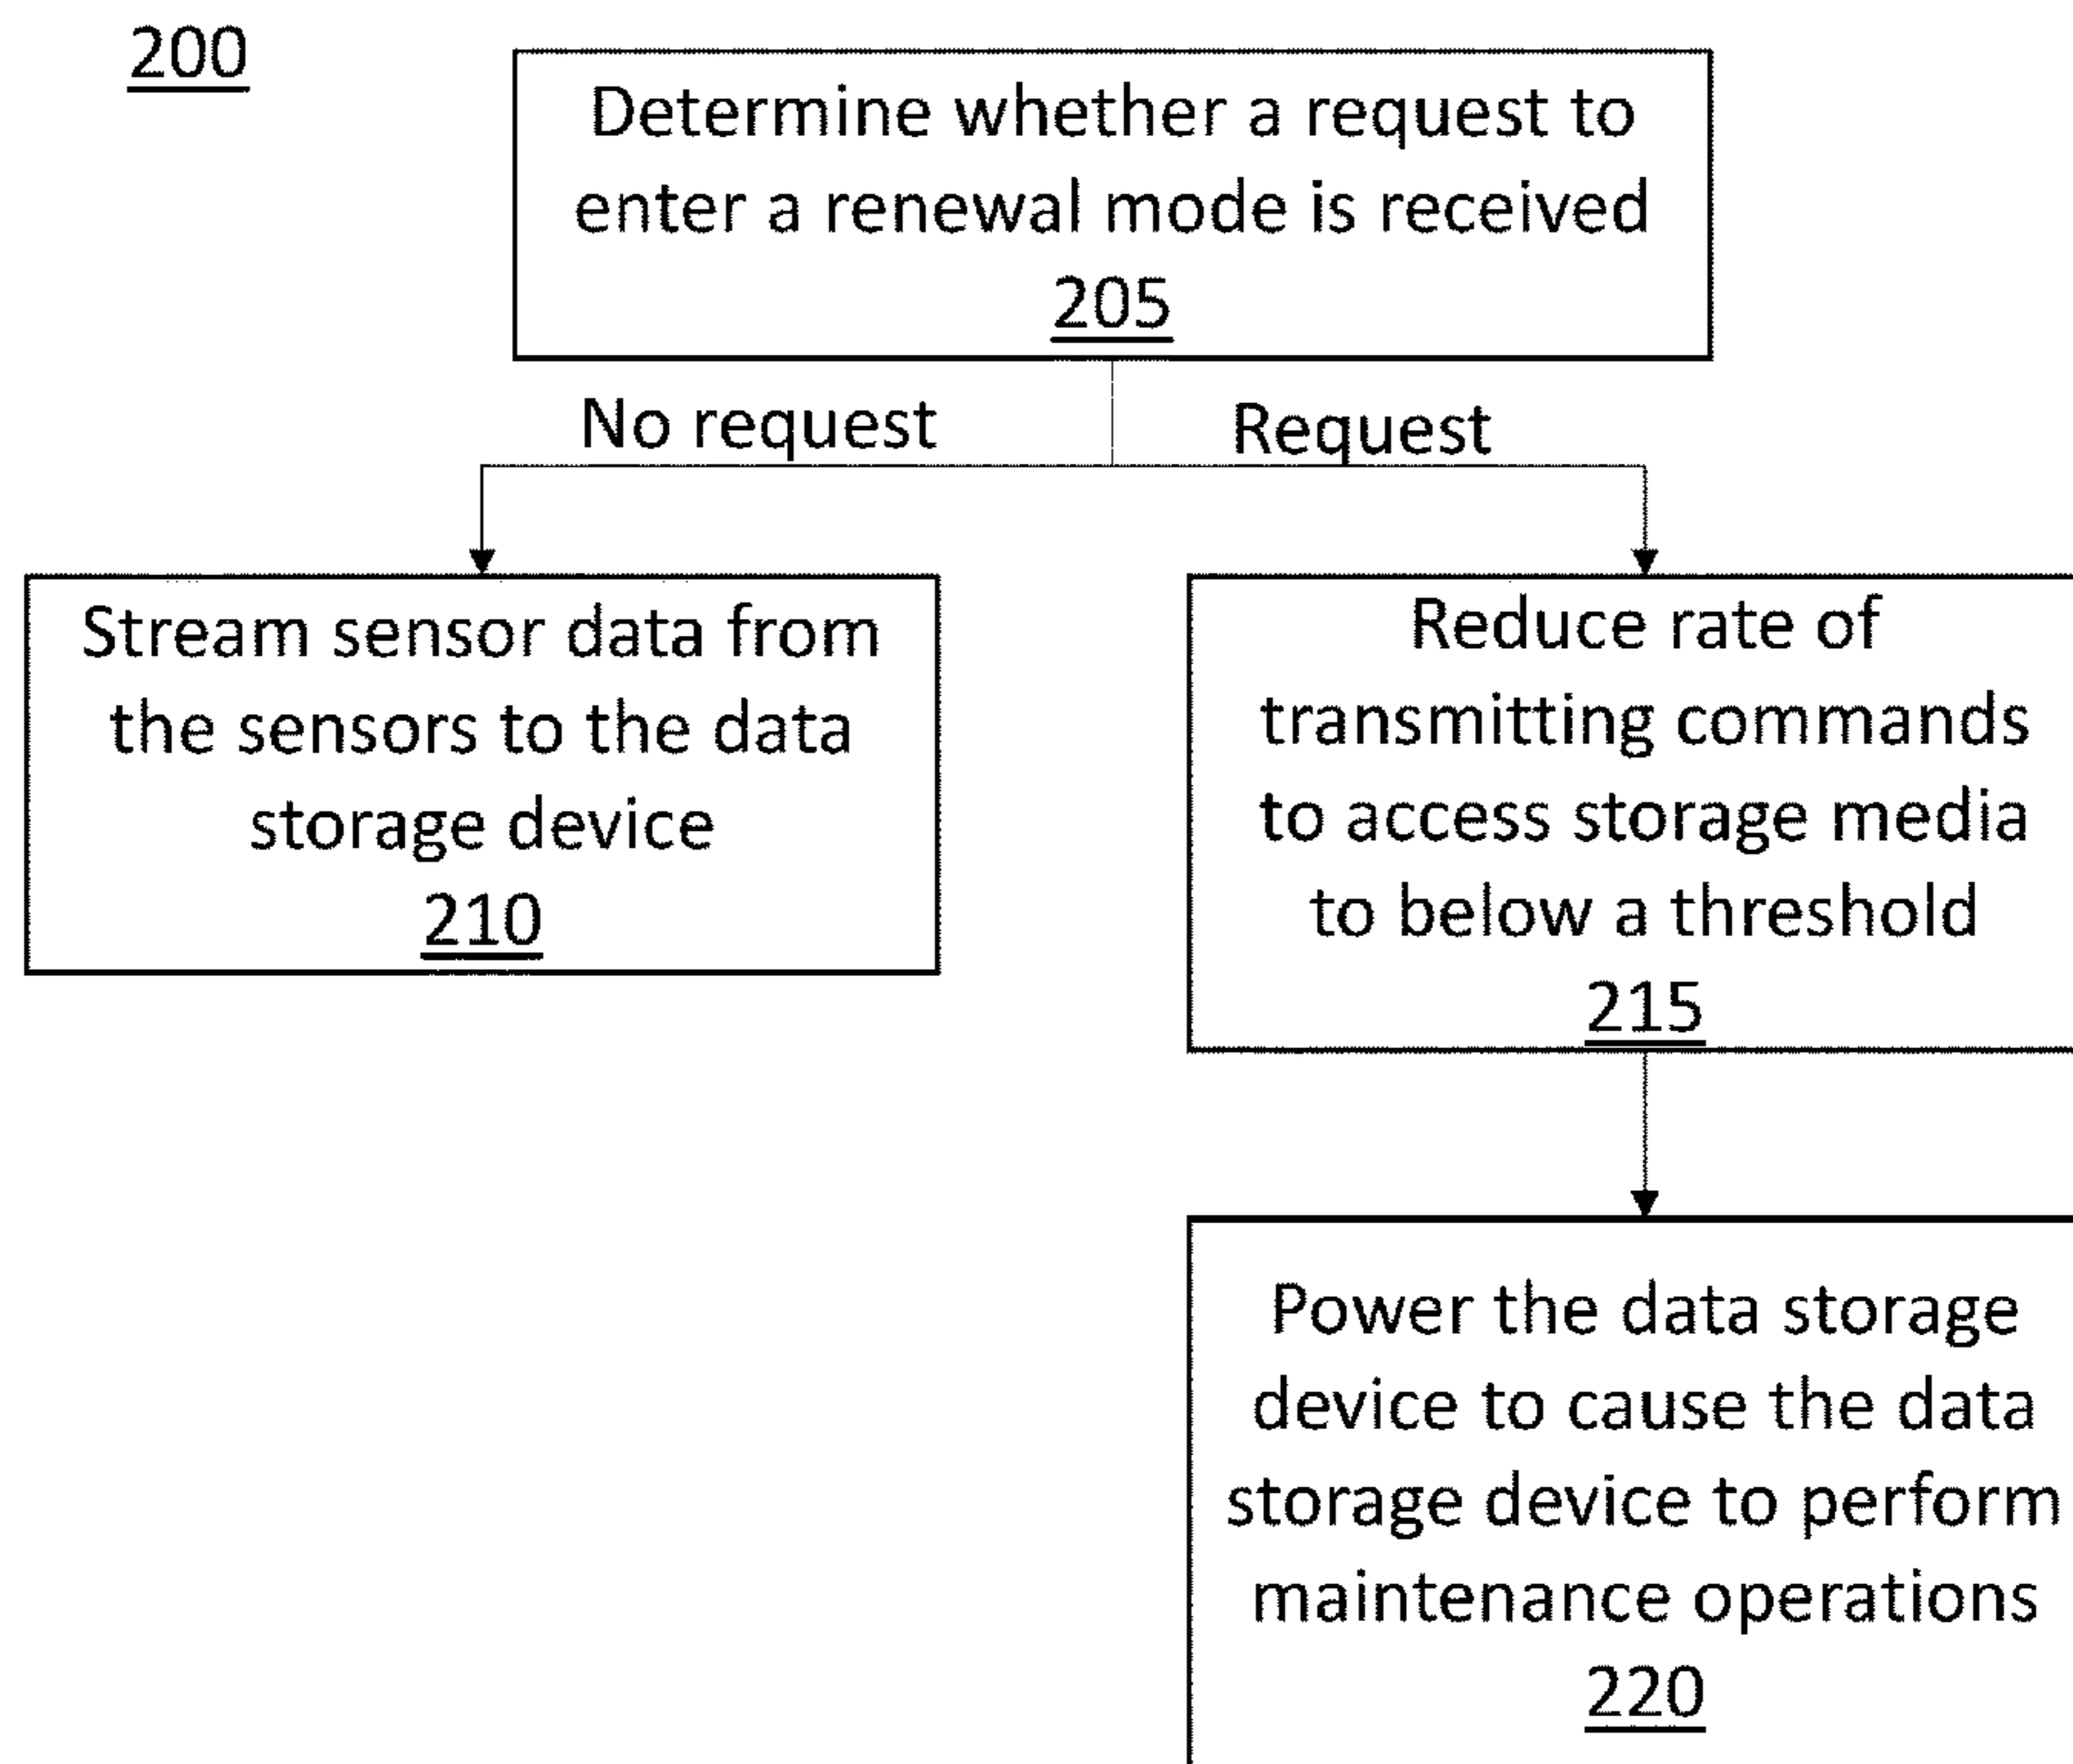 200
Determine whether a request to
enter a renewal mode is received
205
No request
Request
Stream sensor data from
the sensors to the data
storage device
210
Reduce rate of
transmitting commands
to access storage media
to below a threshold
215
Power the data storage
device to cause the data
storage device to perform
maintenance operations
220